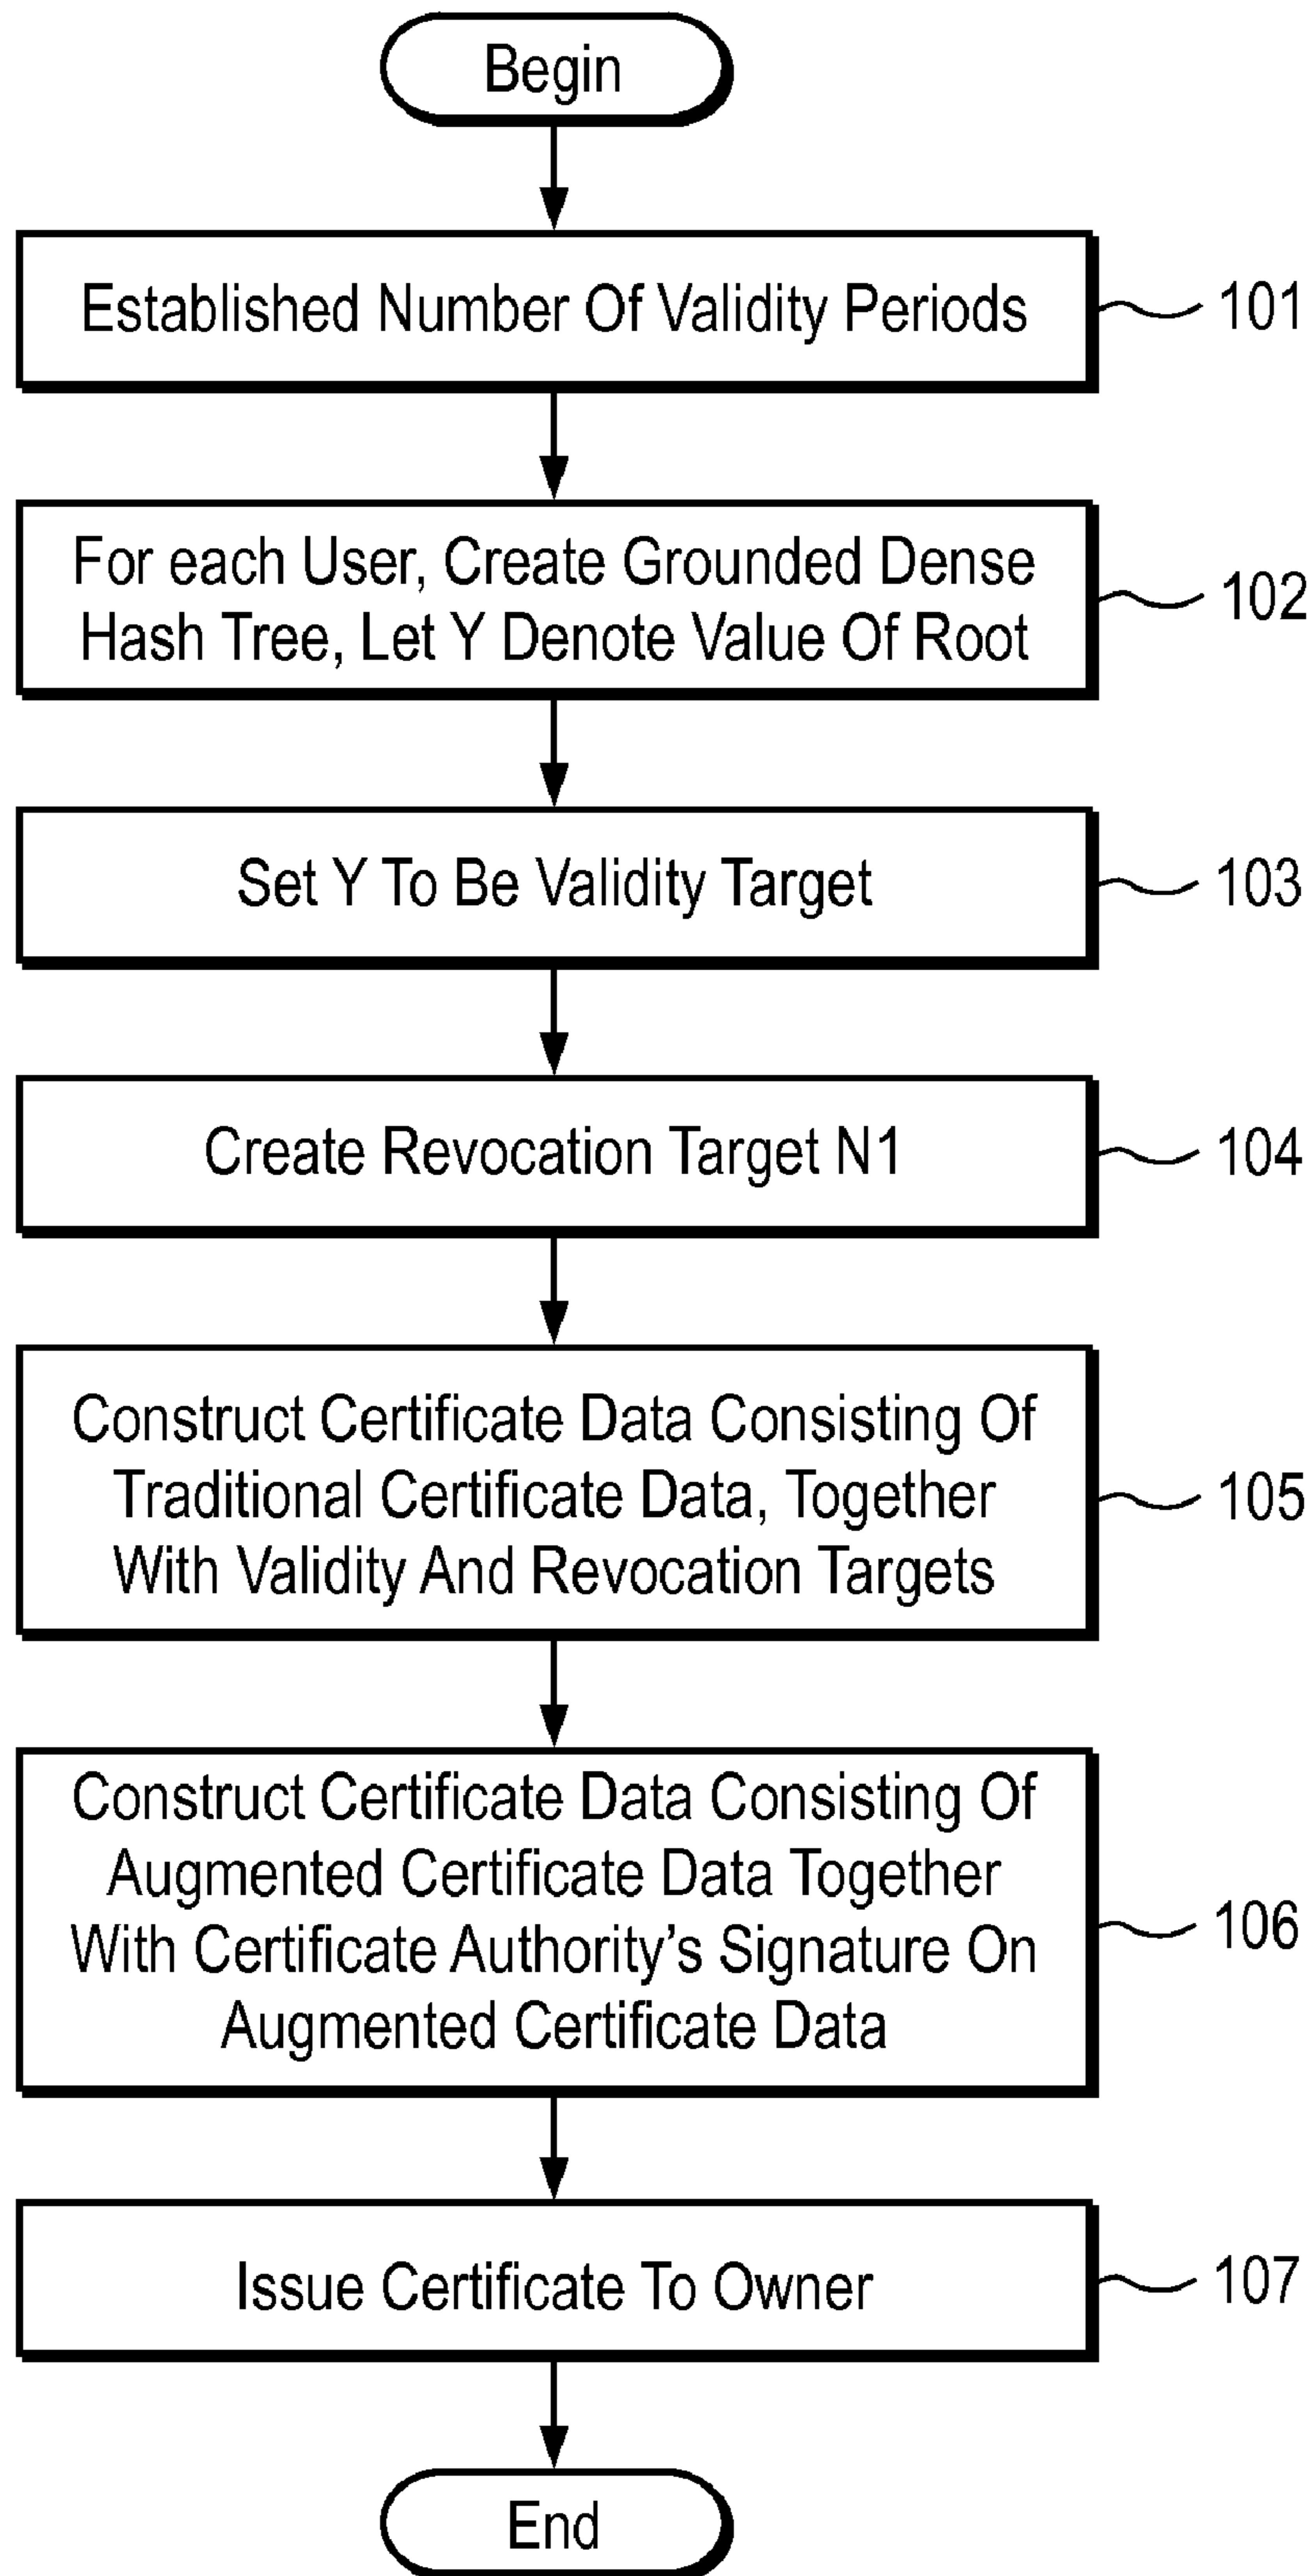 Begin
Established Number Of Validity Periods
101
For each User, Create Grounded Dense
Hash Tree, Let Y Denote Value Of Root
102
Set Y To Be Validity Target
103
Create Revocation Target N1
104
Construct Certificate Data Consisting Of
Traditional Certificate Data, Together
With Validity And Revocation Targets
105
Construct Certificate Data Consisting Of
Augmented Certificate Data Together
With Certificate Authority's Signature On
Augmented Certificate Data
106
Issue Certificate To Owner
107
End